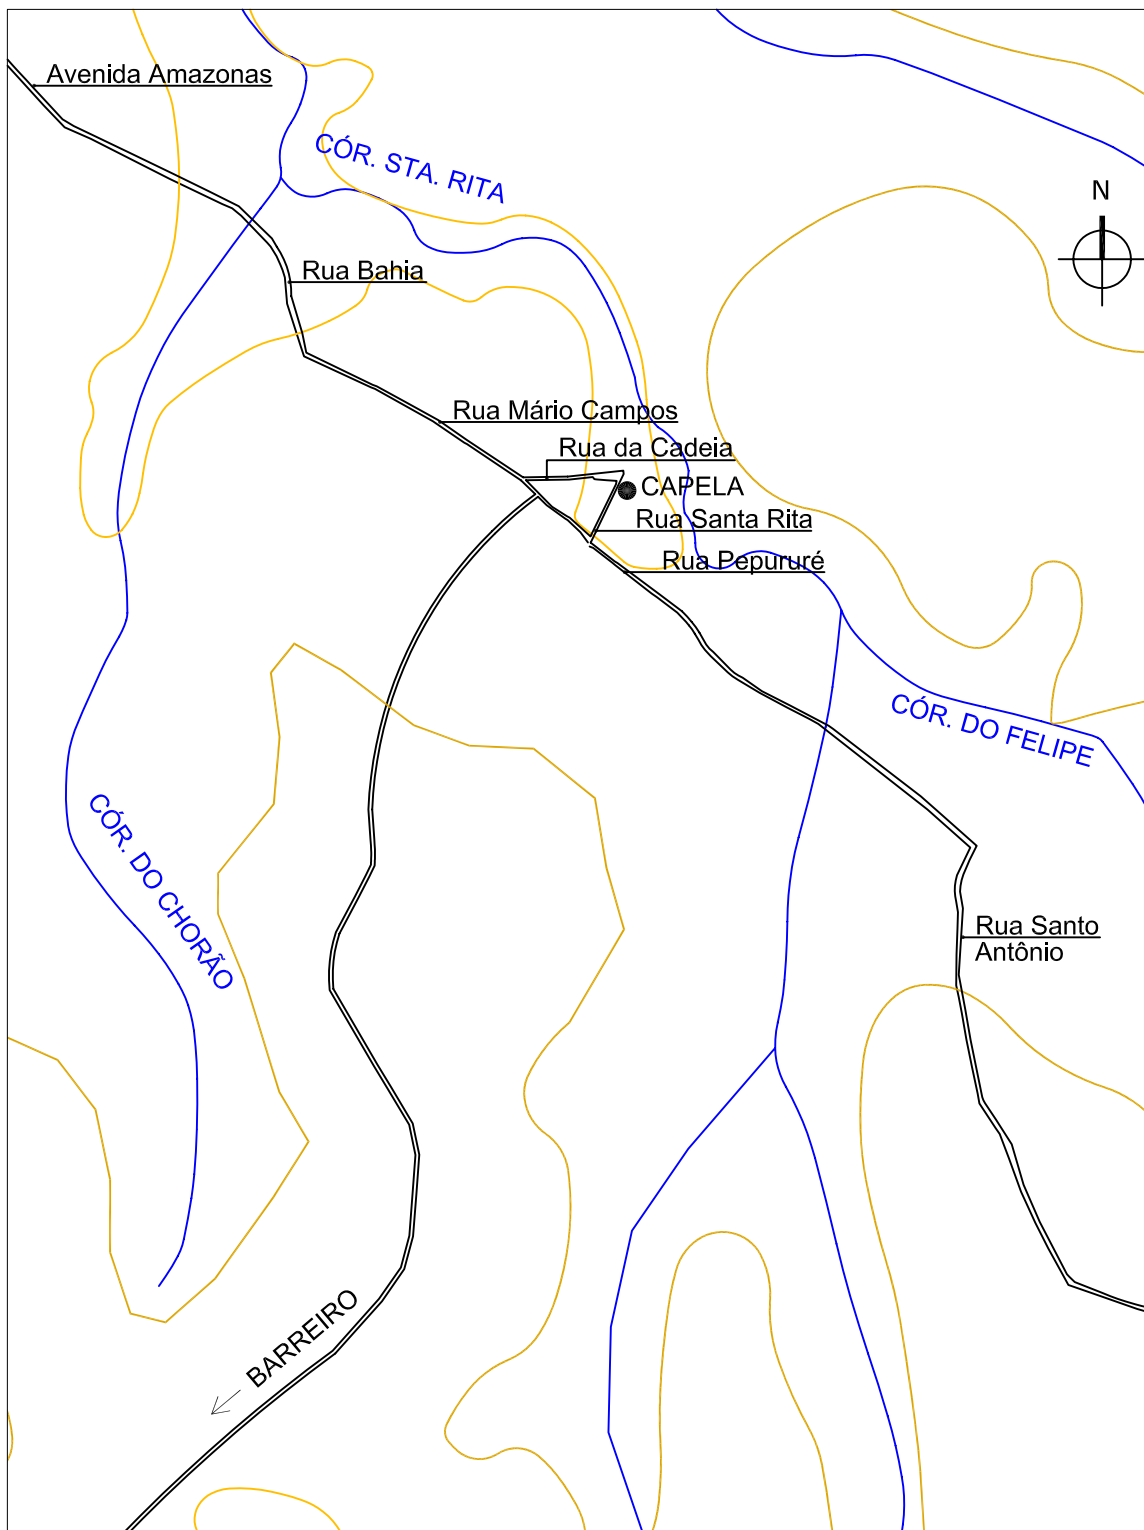 Avenida Amazonas
CÓR. STA. RITA
N
Rua Bahia
Rua Mário Campos
Rua da Cadeia
CAPELA
Rua Santa Rita
Rua Pepururé
CÓR. DO FELIPE
CÓR. DO CHORÃO
Rua Santo
Antônio
BARREIRO